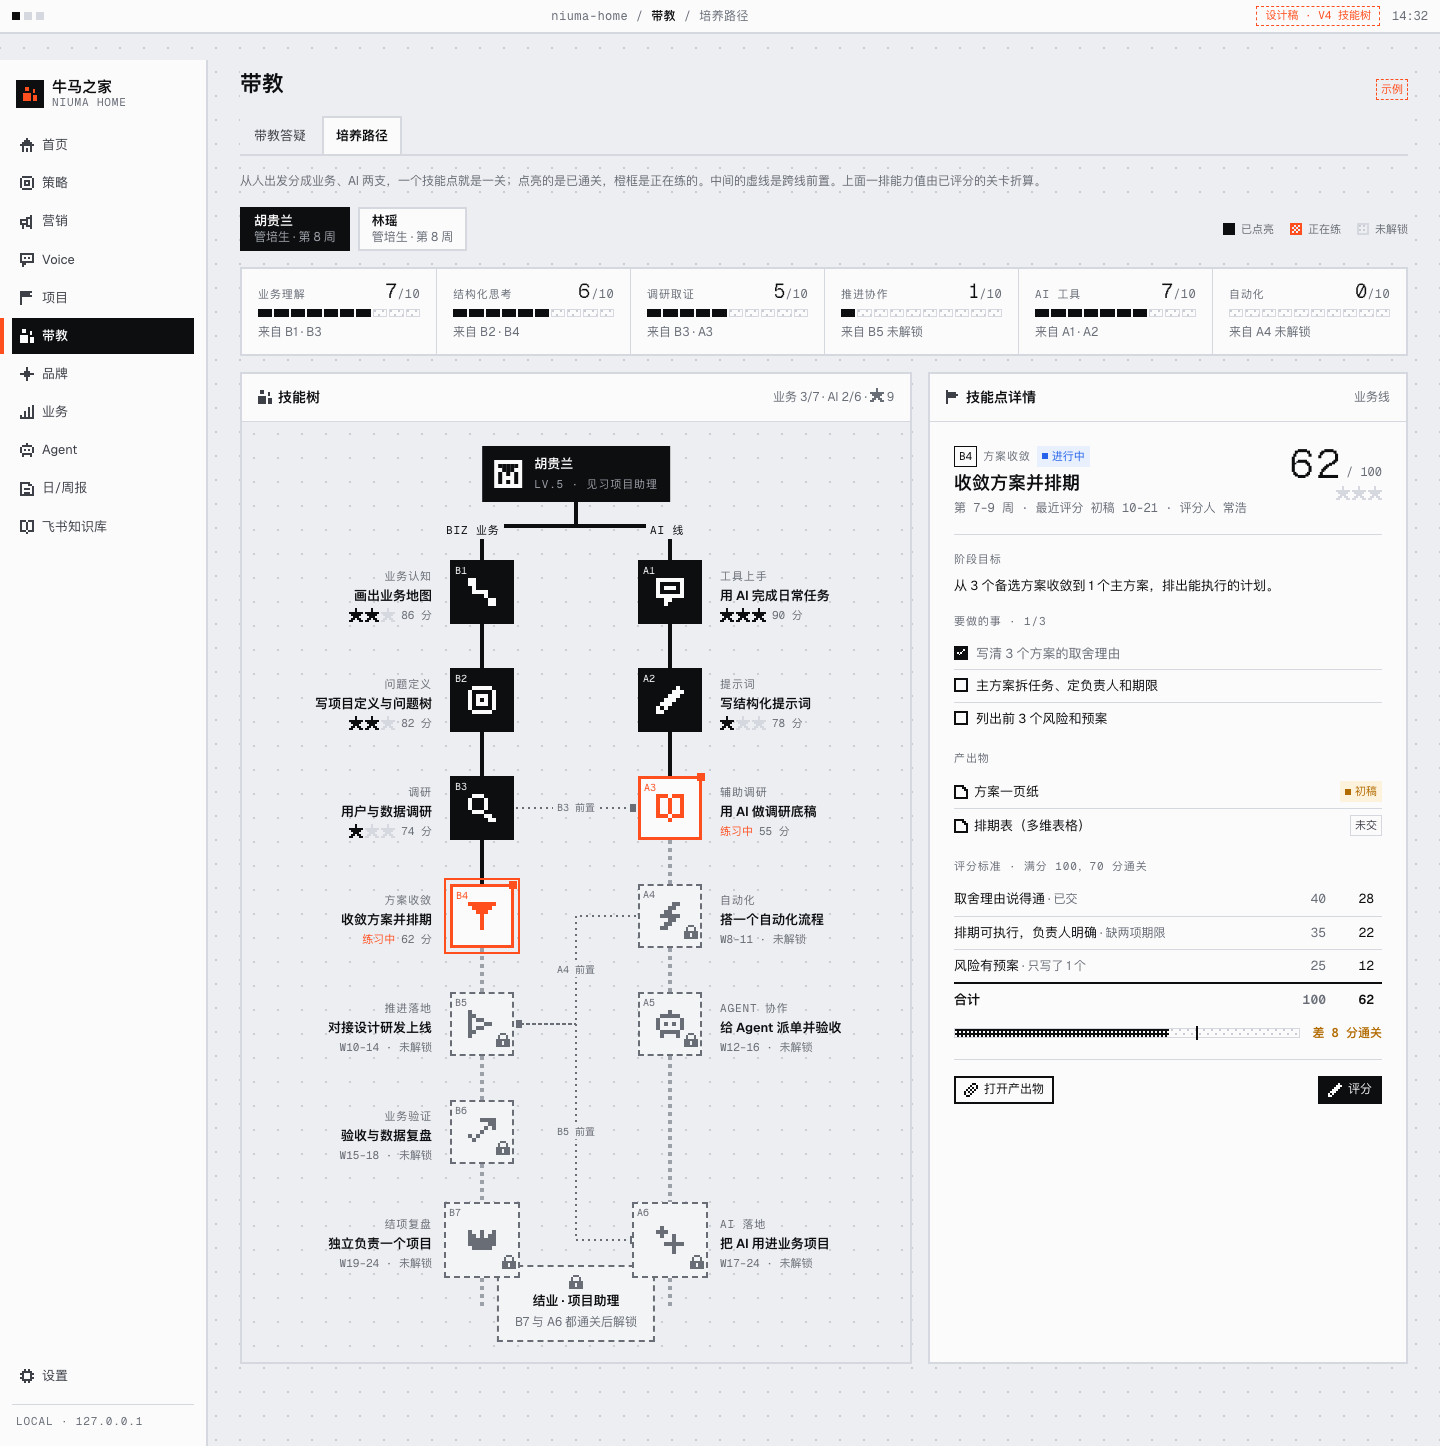 niuma-home / 带教 / 培养路径
设计稿 · V4 技能树
14:32
牛马之家
NIUMA HOME
首页
策略
营销
Voice
项目
带教
品牌
业务
Agent
日/周报
飞书知识库
设置
LOCAL · 127.0.0.1
带教
示例
带教答疑
培养路径
从人出发分成业务、AI 两支，一个技能点就是一关；点亮的是已通关，橙框是正在练的。中间的虚线是跨线前置。上面一排能力值由已评分的关卡折算。
胡贵兰
管培生 · 第 8 周
林瑶
管培生 · 第 8 周
已点亮
正在练
未解锁
业务理解 7/10
来自 B1 · B3
结构化思考 6/10
来自 B2 · B4
调研取证 5/10
来自 B3 · A3
推进协作 1/10
来自 B5 未解锁
AI 工具 7/10
来自 A1 · A2
自动化 0/10
来自 A4 未解锁
技能树
业务 3/7 · AI 2/6 · 9
胡贵兰
LV.5 · 见习项目助理
BIZ 业务
AI 线
业务认知
画出业务地图
86 分
B1
A1
工具上手
用 AI 完成日常任务
90 分
问题定义
写项目定义与问题树
82 分
B2
A2
提示词
写结构化提示词
78 分
调研
用户与数据调研
74 分
B3
B3 前置
A3
辅助调研
用 AI 做调研底稿
练习中 55 分
方案收敛
收敛方案并排期
练习中 62 分
B4
A4
自动化
搭一个自动化流程
W8-11 · 未解锁
A4 前置
推进落地
对接设计研发上线
W10-14 · 未解锁
B5
A5
AGENT 协作
给 Agent 派单并验收
W12-16 · 未解锁
业务验证
验收与数据复盘
W15-18 · 未解锁
B6
B5 前置
结项复盘
独立负责一个项目
W19-24 · 未解锁
B7
A6
AI 落地
把 AI 用进业务项目
W17-24 · 未解锁
结业 · 项目助理
B7 与 A6 都通关后解锁
技能点详情
业务线
B4 方案收敛 进行中
收敛方案并排期
62 / 100
第 7-9 周 · 最近评分 初稿 10-21 · 评分人 常浩
阶段目标
从 3 个备选方案收敛到 1 个主方案，排出能执行的计划。
要做的事 · 1/3
写清 3 个方案的取舍理由
主方案拆任务、定负责人和期限
列出前 3 个风险和预案
产出物
方案一页纸
初稿
排期表（多维表格）
未交
评分标准 · 满分 100, 70 分通关
取舍理由说得通 · 已交 40 28
排期可执行，负责人明确 · 缺两项期限 35 22
风险有预案 · 只写了 1 个 25 12
合计 100 62
差 8 分通关
打开产出物
评分